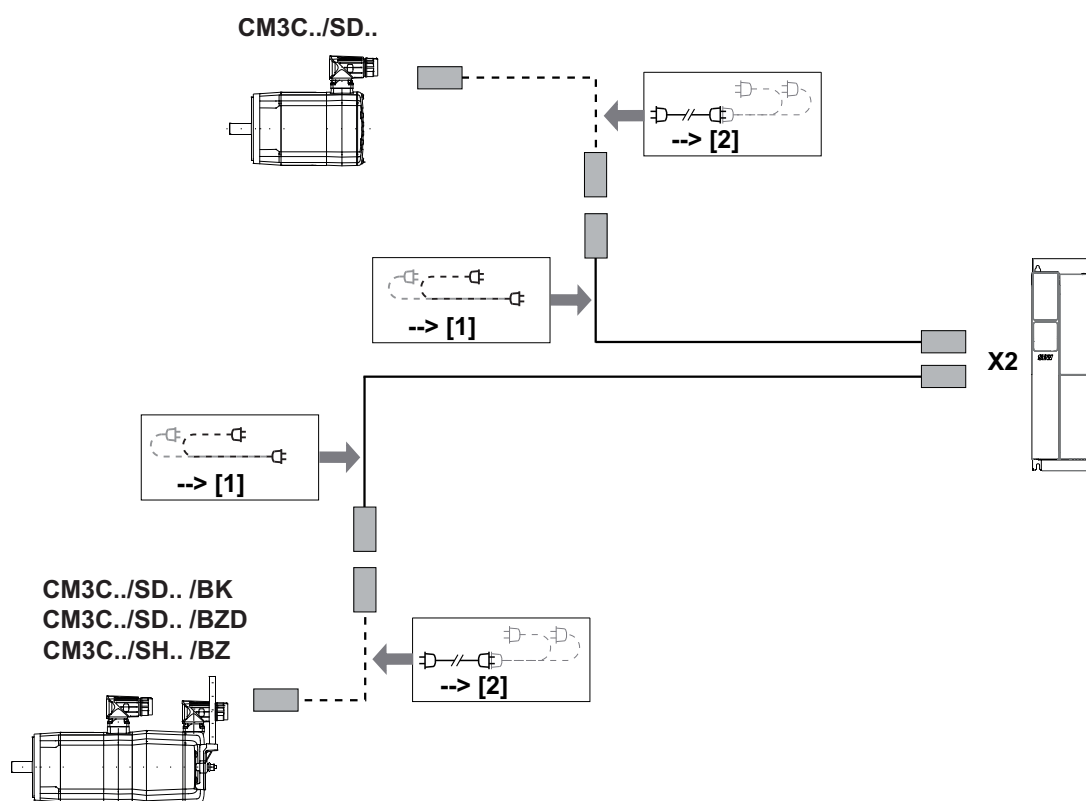 CM3C../SD..
--> [2]
--> [1]
X2
--> [1]
CM3C../SD.. /BK
CM3C../SD.. /BZD
CM3C../SH.. /BZ
--> [2]